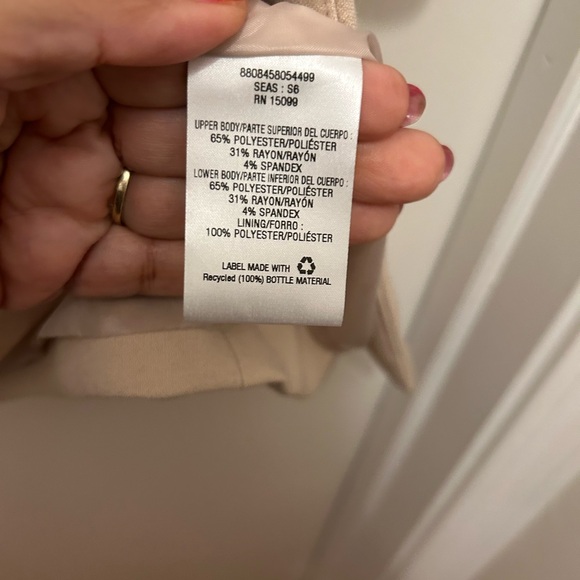 8808458054499
SEAS : S6
RN 15099
UPPER BODY/PARTE SUPERIOR DEL CUERPO :
65% POLYESTER/POLIÉSTER
31% RAYON/RAYÓN
4% SPANDEX
LOWER BODY/PARTE INFERIOR DEL CUERPO :
65% POLYESTER/POLIÉSTER
31% RAYON/RAYÓN
4% SPANDEX
LINING/FORRO :
100% POLYESTER/POLIÉSTER
LABEL MADE WITH
Recycled (100%) BOTTLE MATERIAL